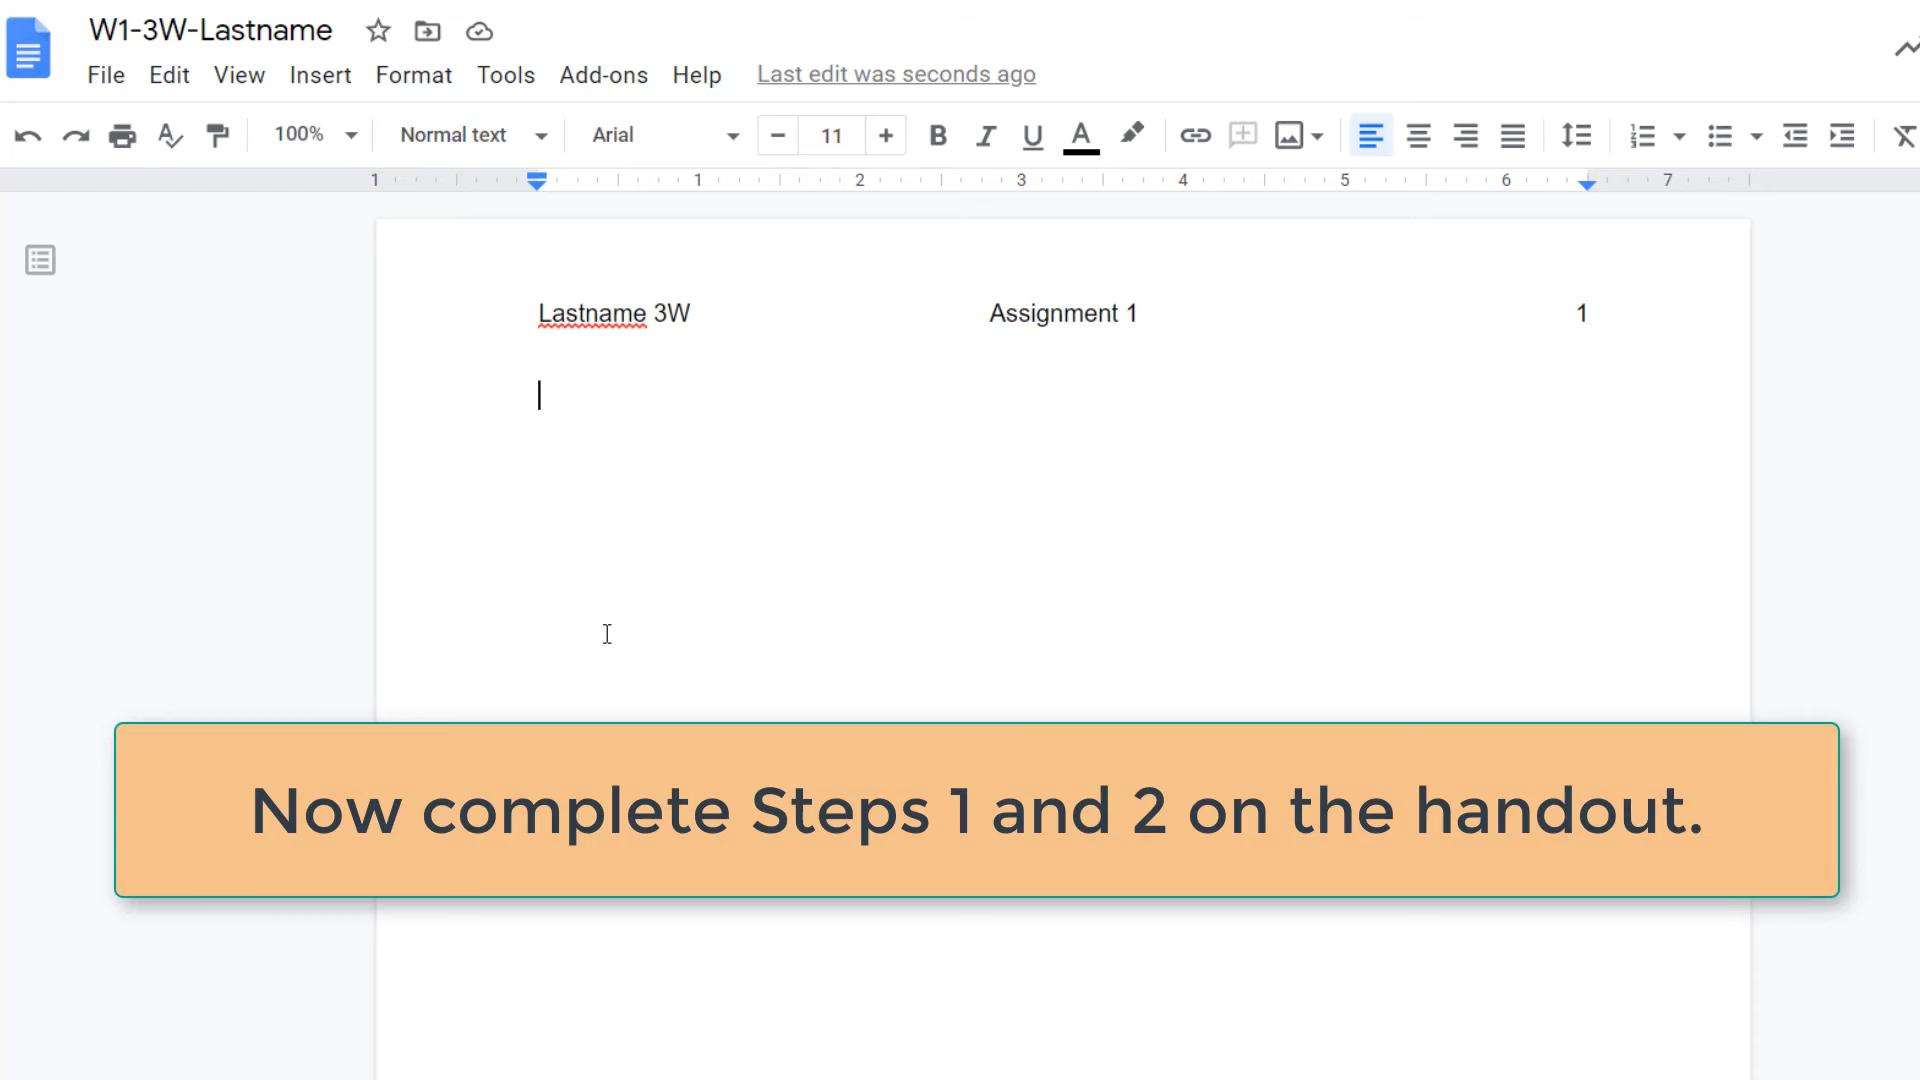 W1-3W-Lastname
File Edit View Insert Format Tools Add-ons Help Last edit was seconds ago
100% Normal text Arial 11 B I U A
1 1 2 3 4 5 6 7
Lastname 3W Assignment 1 1
Now complete Steps 1 and 2 on the handout.